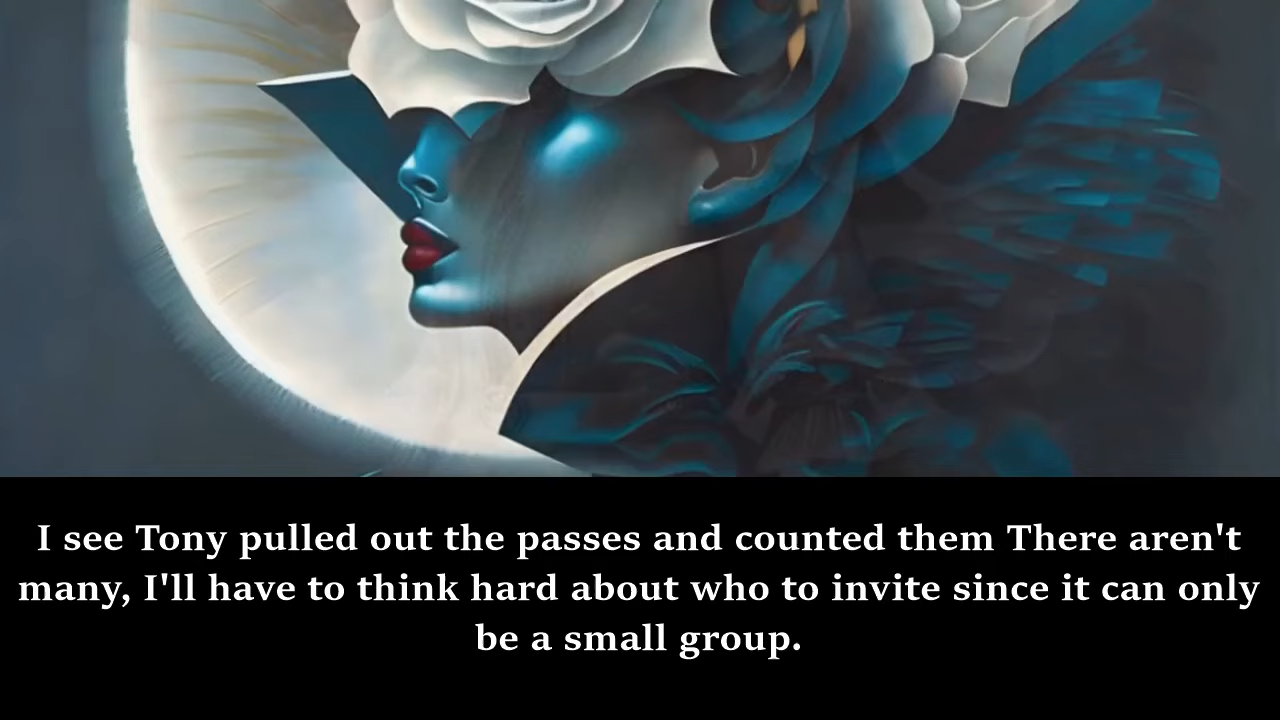 I see Tony pulled out the passes and counted them There aren't
many, I'll have to think hard about who to invite since it can only
be a small group.